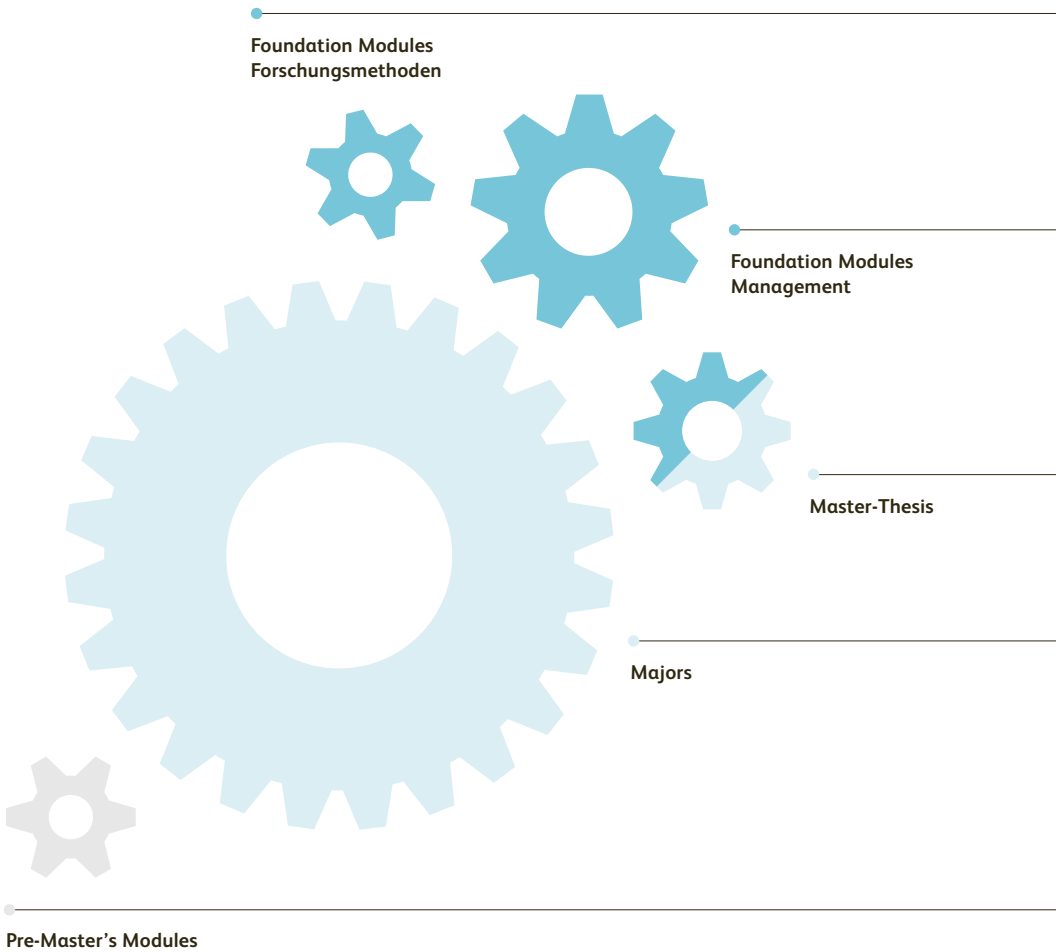 Foundation Modules
Forschungsmethoden
Foundation Modules
Management
Master-Thesis
Majors
Pre-Master’s Modules